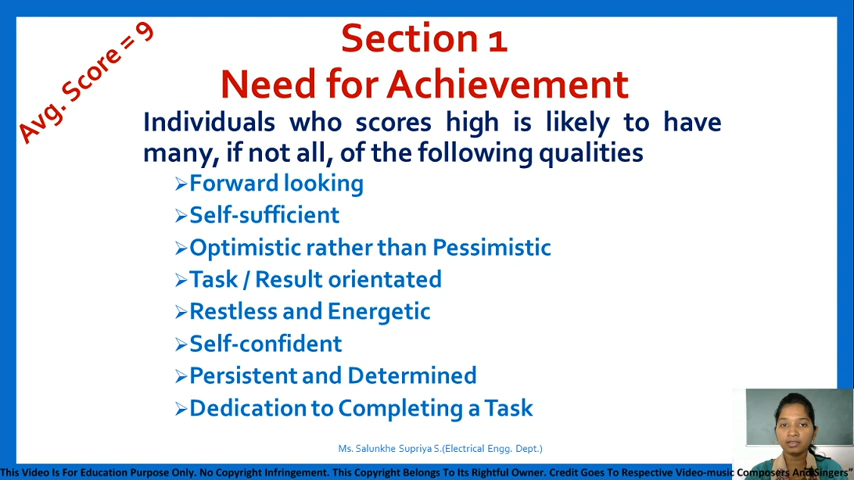 Avg. Score = 9
Section 1
Need for Achievement
Individuals who scores high is likely to have
many, if not all, of the following qualities
➢Forward looking
➢Self-sufficient
➢Optimistic rather than Pessimistic
➢Task / Result orientated
➢Restless and Energetic
➢Self-confident
➢Persistent and Determined
➢Dedication to Completing a Task
Ms. Salunkhe Supriya S.(Electrical Engg. Dept.)
This Video Is For Education Purpose Only. No Copyright Infringement. This Copyright Belongs To Its Rightful Owner. Credit Goes To Respective Video-music Composers And Singers"